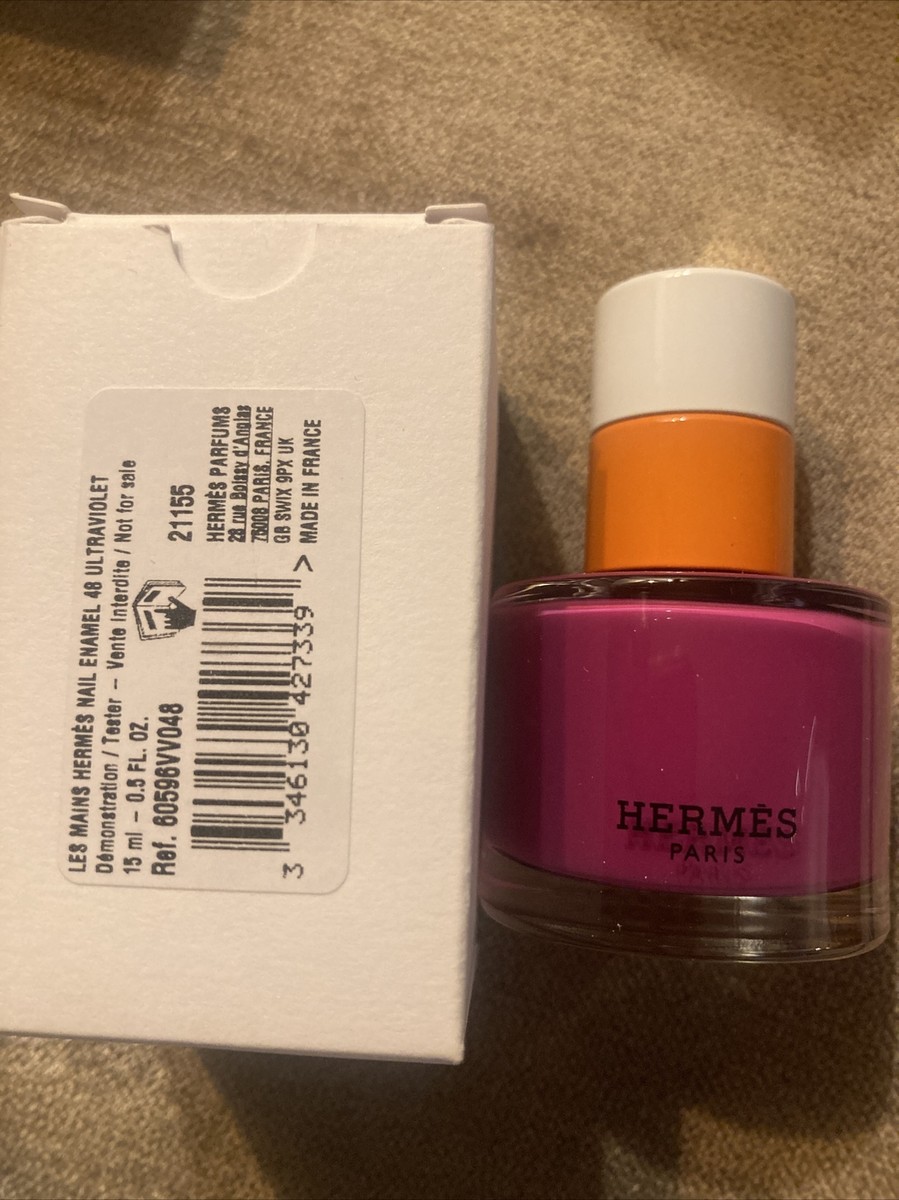 LES MAINS HERMÈS NAIL ENAMEL 48 ULTRAVIOLET
Démonstration / Tester – Vente Interdite / Not for sale
15 ml – 0.5 FL. OZ.
Ref. 60596VV048
21155
HERMÈS PARFUMS
23 rue Boissy d'Anglas
75008 PARIS. FRANCE
GB SW1X 9PX UK
MADE IN FRANCE
3 346130 427339 >
HERMÈS
PARIS